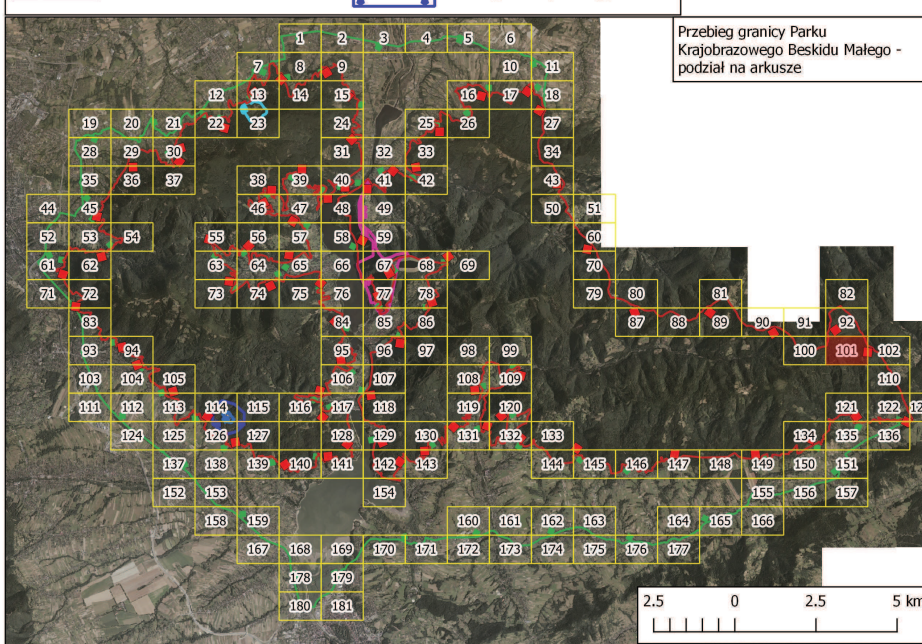 Przebieg granicy Parku
Krajobrazowego Beskidu Małego -
podział na arkusze
1 2 3 4 5 6
7 8 9 10 11
12 13 14 15 16 17 18
19 20 21 22 23 24 25 26 27
28 29 30 31 32 33 34
35 36 37 38 39 40 41 42 43
44 45 46 47 48 49 50 51
52 53 54 55 56 57 58 59 60
61 62 63 64 65 66 67 68 69 70
71 72 73 74 75 76 77 78 79 80 81 82
83 84 85 86 87 88 89 90 91 92
93 94 95 96 97 98 99 100 101 102
103 104 105 106 107 108 109 110
111 112 113 114 115 116 117 118 119 120 121 122
124 125 126 127 128 129 130 131 132 133 134 135 136
137 138 139 140 141 142 143 144 145 146 147 148 149 150 151
152 153 154 155 156 157
158 159 160 161 162 163 164 165 166
167 168 169 170 171 172 173 174 175 176 177
178 179
180 181
2.5 0 2.5 5 km